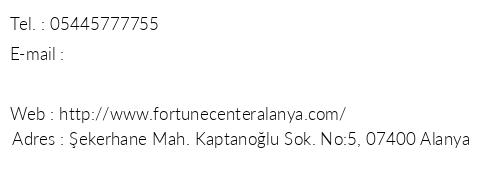 Tel. : 05445777755
E-mail :
Web : http://www.fortunecenteralanya.com/
Adres : Şekerhane Mah. Kaptanoğlu Sok. No:5, 07400 Alanya